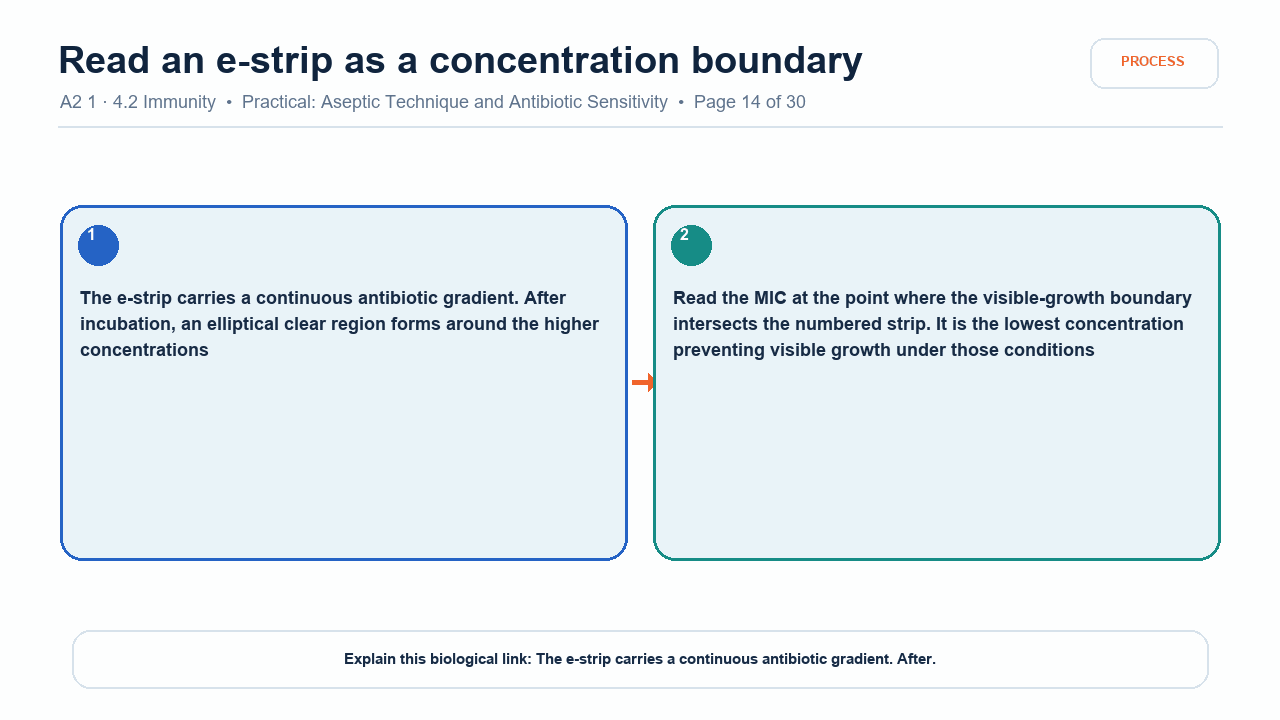 Read an e-strip as a concentration boundary
PROCESS
A2 1 · 4.2 Immunity • Practical: Aseptic Technique and Antibiotic Sensitivity • Page 14 of 30
1
The e-strip carries a continuous antibiotic gradient. After
incubation, an elliptical clear region forms around the higher
concentrations
2
Read the MIC at the point where the visible-growth boundary
intersects the numbered strip. It is the lowest concentration
preventing visible growth under those conditions
Explain this biological link: The e-strip carries a continuous antibiotic gradient. After.